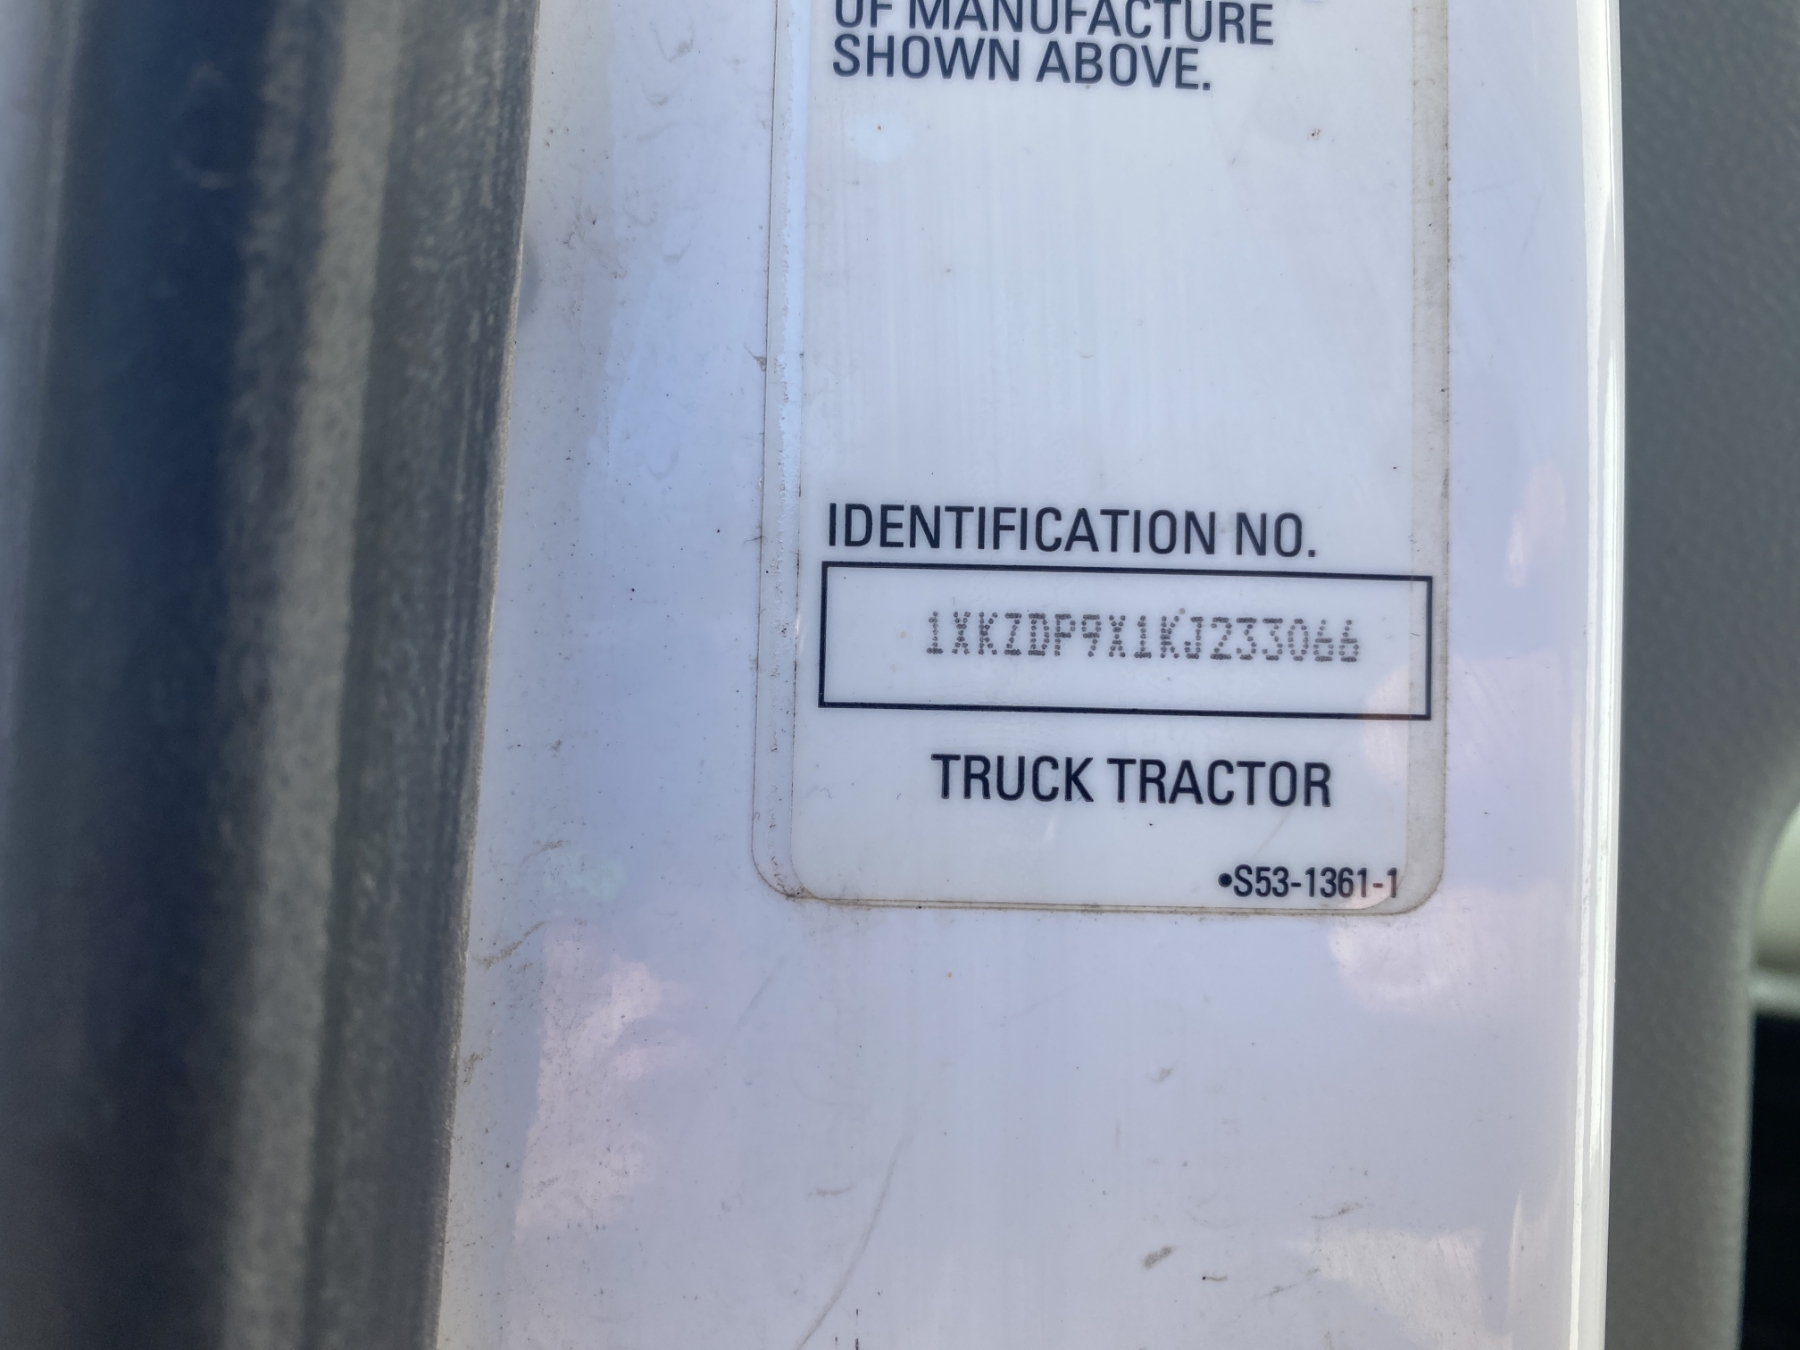 OF MANUFACTURE
SHOWN ABOVE.
IDENTIFICATION NO.
1XKZDP9X1KJ233066
TRUCK TRACTOR
•S53-1361-1